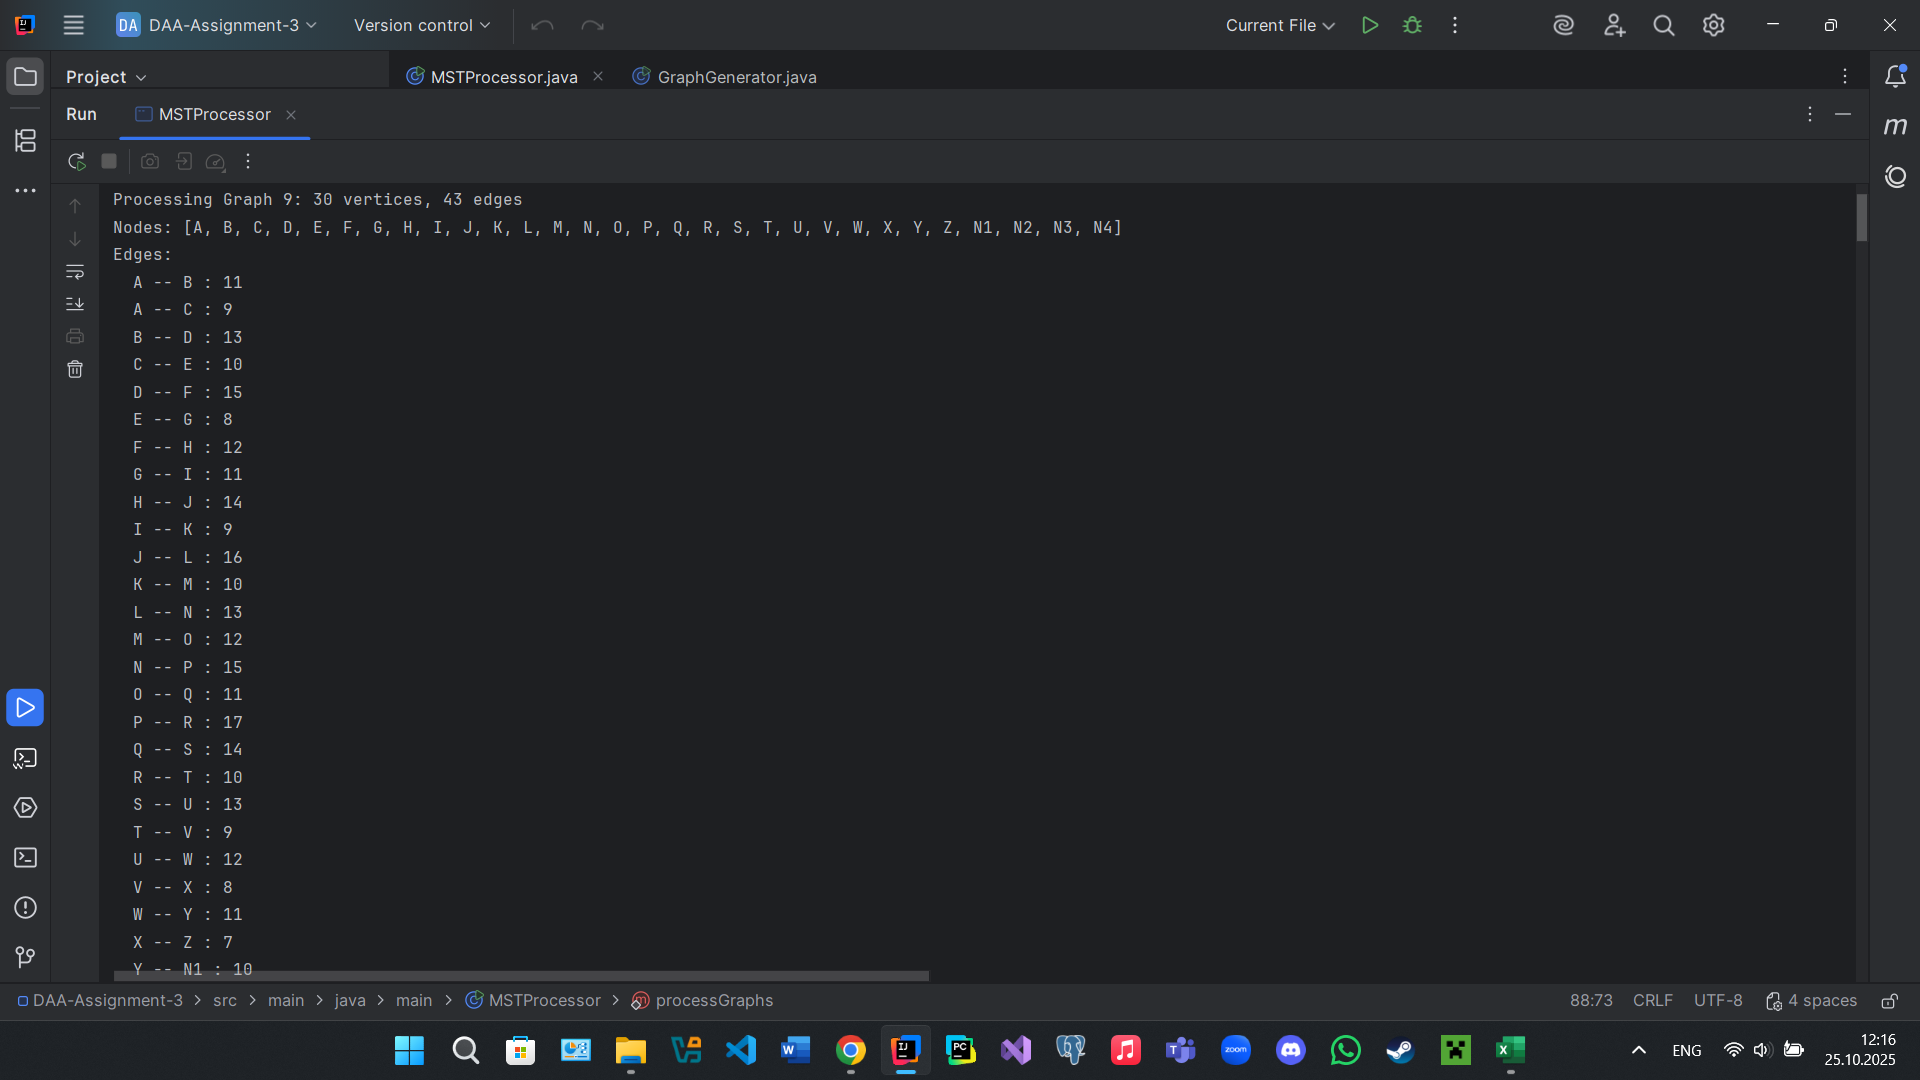 DA DAA-Assignment-3 Version control Current File
Project MSTProcessor.java GraphGenerator.java
Run MSTProcessor
Processing Graph 9: 30 vertices, 43 edges
Nodes: [A, B, C, D, E, F, G, H, I, J, K, L, M, N, O, P, Q, R, S, T, U, V, W, X, Y, Z, N1, N2, N3, N4]
Edges:
A -- B : 11
A -- C : 9
B -- D : 13
C -- E : 10
D -- F : 15
E -- G : 8
F -- H : 12
G -- I : 11
H -- J : 14
I -- K : 9
J -- L : 16
K -- M : 10
L -- N : 13
M -- O : 12
N -- P : 15
O -- Q : 11
P -- R : 17
Q -- S : 14
R -- T : 10
S -- U : 13
T -- V : 9
U -- W : 12
V -- X : 8
W -- Y : 11
X -- Z : 7
Y -- N1 : 10
DAA-Assignment-3 > src > main > java > main > MSTProcessor > processGraphs 88:73 CRLF UTF-8 4 spaces
ENG 12:16
25.10.2025